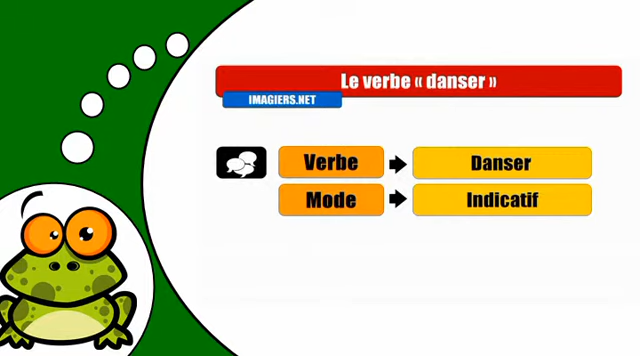 Le verbe « danser »
IMAGIERS.NET
Verbe Danser
Mode Indicatif